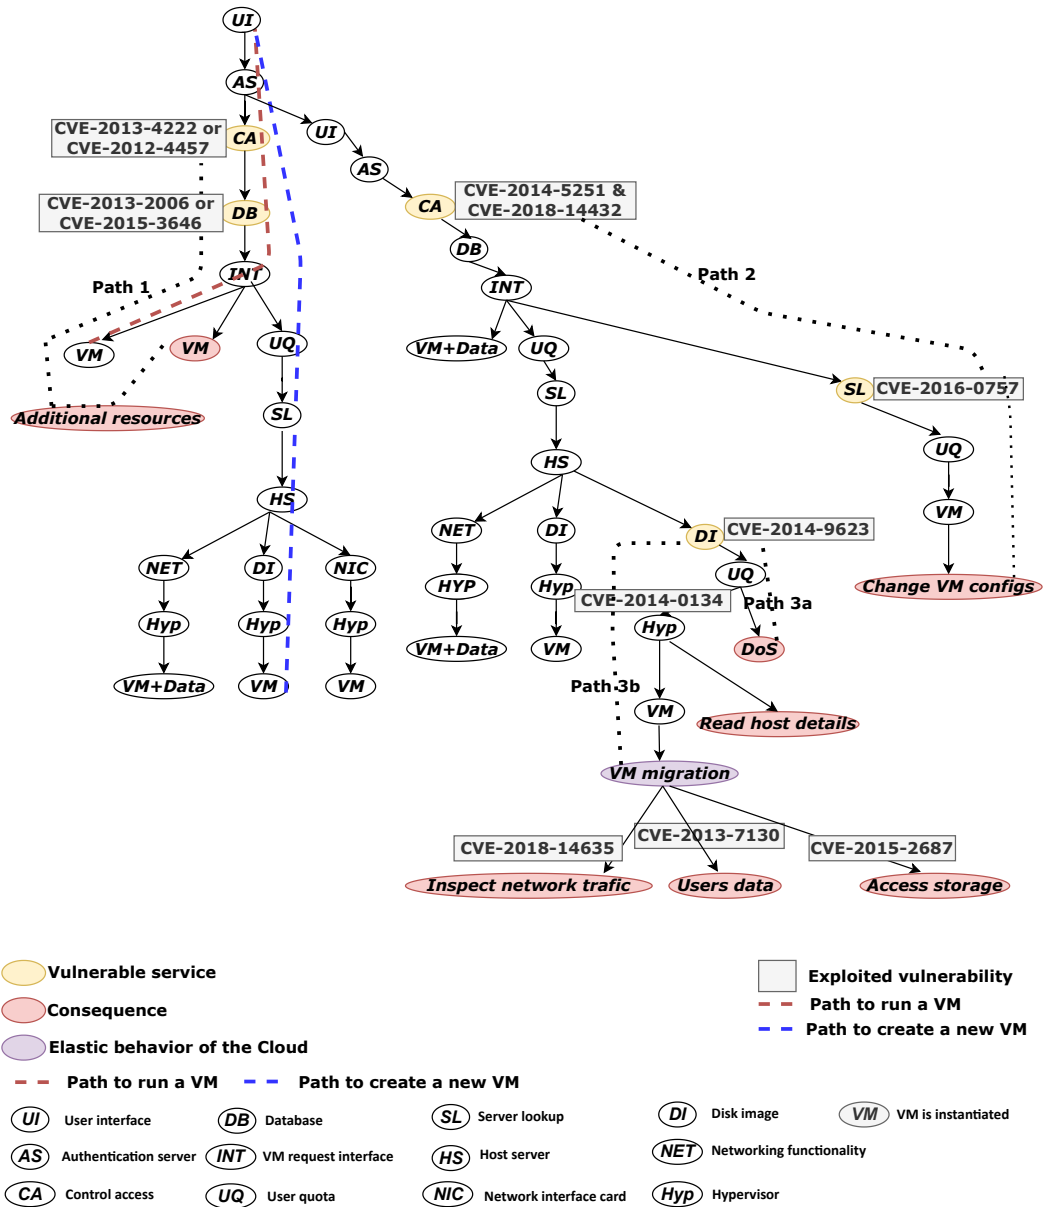 UI
AS
CVE-2013-4222 or
CVE-2012-4457
CA
UI
AS
CVE-2013-2006 or
CVE-2015-3646
DB
CA
CVE-2014-5251 &
CVE-2018-14432
DB
INT
Path 1
INT
Path 2
VM
VM
UQ
VM+Data
UQ
Additional resources
SL
SL
SL
CVE-2016-0757
HS
HS
UQ
VM
NET
DI
NIC
NET
DI
DI
CVE-2014-9623
UQ
HYP
Hyp
Change VM configs
CVE-2014-0134
Path 3a
Hyp
Hyp
Hyp
Hyp
VM+Data
VM
DoS
VM+Data
VM
VM
Path 3b
VM
Read host details
VM migration
CVE-2018-14635
CVE-2013-7130
CVE-2015-2687
Inspect network trafic
Users data
Access storage
Vulnerable service
Exploited vulnerability
Consequence
Path to run a VM
Path to create a new VM
Elastic behavior of the Cloud
Path to run a VM
Path to create a new VM
UI User interface
DB Database
SL Server lookup
DI Disk image
VM VM is instantiated
AS Authentication server
INT VM request interface
HS Host server
NET Networking functionality
CA Control access
UQ User quota
NIC Network interface card
Hyp Hypervisor